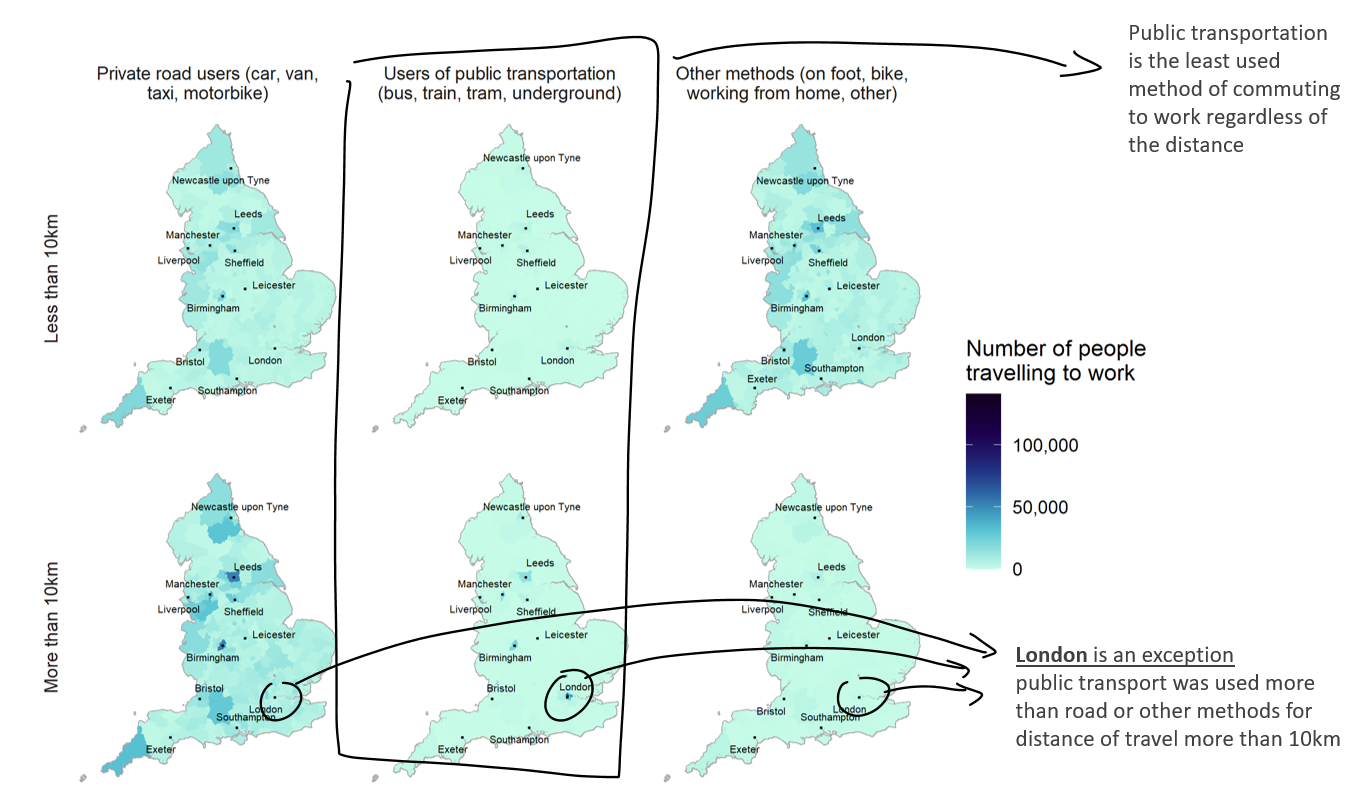 Private road users (car, van,
taxi, motorbike)
Users of public transportation
(bus, train, tram, underground)
Other methods (on foot, bike,
working from home, other)
Public transportation
is the least used
method of commuting
to work regardless of
the distance
Less than 10km
Newcastle upon Tyne
Leeds
Manchester
Liverpool
Sheffield
Leicester
Birmingham
Bristol
London
Southampton
Exeter
Newcastle upon Tyne
Leeds
Manchester
Liverpool
Sheffield
Leicester
Birmingham
Bristol
London
Southampton
Exeter
Newcastle upon Tyne
Leeds
Manchester
Liverpool
Sheffield
Leicester
Birmingham
London
Bristol
Southampton
Exeter
Number of people
travelling to work
100,000
50,000
0
More than 10km
Newcastle upon Tyne
Leeds
Manchester
Liverpool
Sheffield
Leicester
Birmingham
Bristol
London
Southampton
Exeter
Newcastle upon Tyne
Leeds
Manchester
Liverpool
Sheffield
Leicester
Birmingham
Bristol
London
Southampton
Exeter
Newcastle upon Tyne
Leeds
Manchester
Liverpool
Sheffield
Leicester
Birmingham
Bristol
London
Southampton
Exeter
London is an exception
public transport was used more
than road or other methods for
distance of travel more than 10km